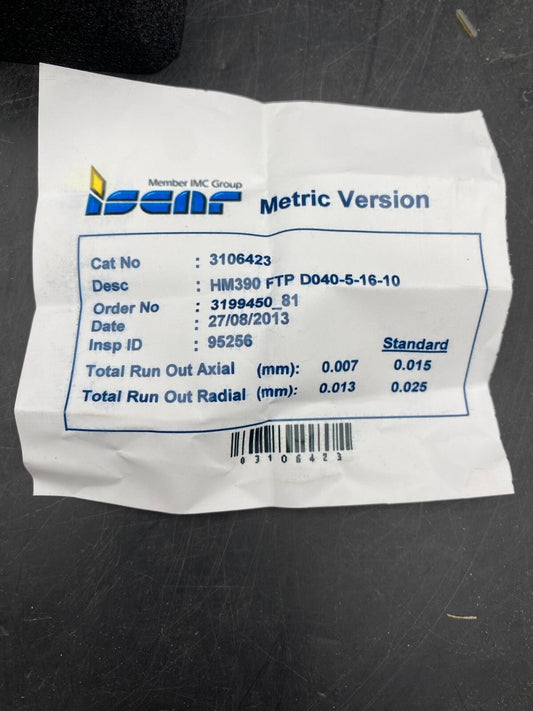 Member IMC Group
iscar
Metric Version
Cat No : 3106423
Desc : HM390 FTP D040-5-16-10
Order No : 3199450_81
Date : 27/08/2013
Insp ID : 95256
Standard
Total Run Out Axial (mm): 0.007 0.015
Total Run Out Radial (mm): 0.013 0.025
03106423